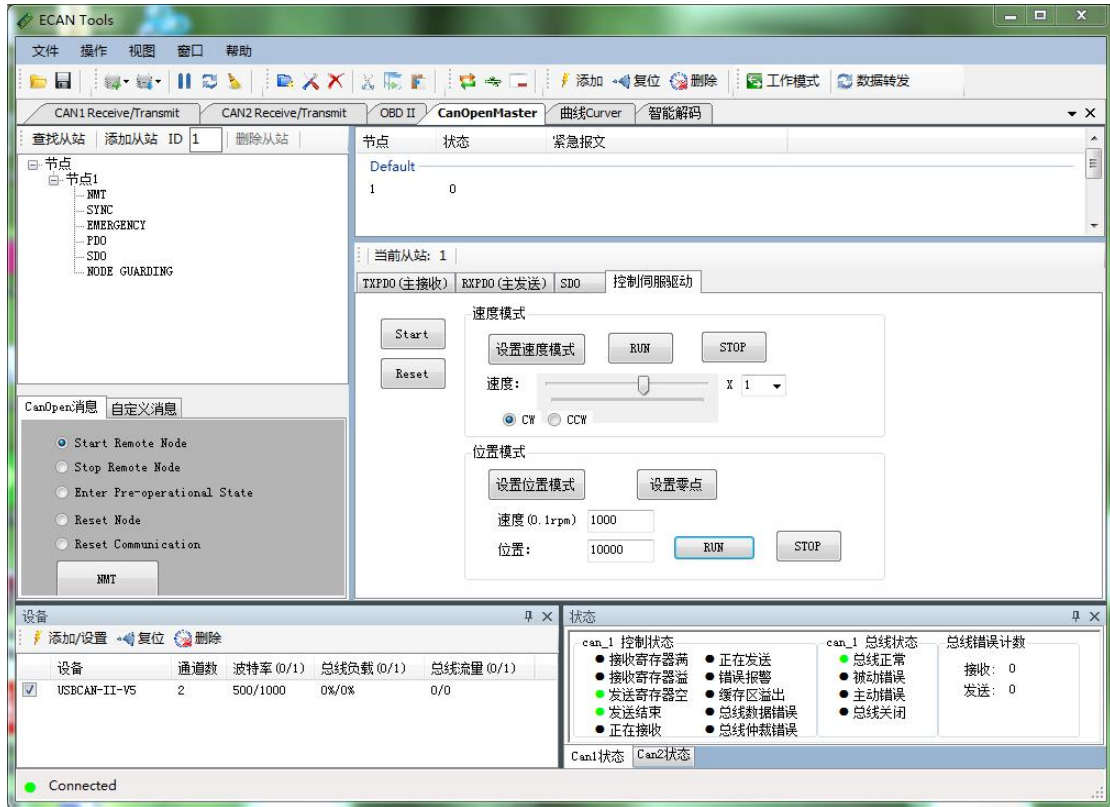 ECAN Tools
文件 操作 视图 窗口 帮助
添加 复位 删除 工作模式 数据转发
CAN1 Receive/Transmit CAN2 Receive/Transmit OBD II CanOpenMaster 曲线Curver 智能解码
查找从站 添加从站 ID 1 删除从站
节点
节点1
NMT
SYNC
EMERGENCY
PDO
SDO
NODE GUARDING
节点 状态 紧急报文
Default
1 0
当前从站: 1
TXPDO(主接收) RXPDO(主发送) SDO 控制伺服驱动
Start
Reset
速度模式
设置速度模式 RUN STOP
速度: X 1
CW CCW
位置模式
设置位置模式 设置零点
速度(0.1rpm) 1000
位置: 10000 RUN STOP
CanOpen消息 自定义消息
Start Remote Node
Stop Remote Node
Enter Pre-operational State
Reset Node
Reset Communication
NMT
设备
添加/设置 复位 删除
设备 通道数 波特率(0/1) 总线负载(0/1) 总线流量(0/1)
USBCAN-II-V5 2 500/1000 0%/0% 0/0
状态
can_1 控制状态 can_1 总线状态 总线错误计数
接收寄存器满 正在发送 总线正常 接收: 0
接收寄存器溢 错误报警 被动错误 发送: 0
发送寄存器空 缓存区溢出 主动错误
发送结束 总线数据错误 总线关闭
正在接收 总线仲裁错误
Can1状态 Can2状态
Connected